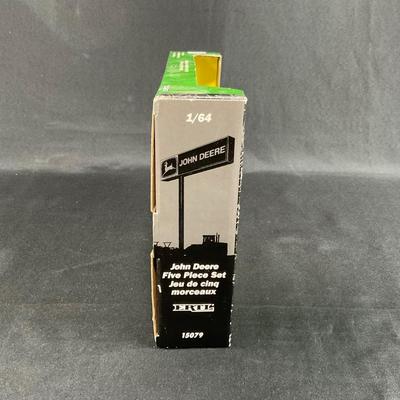 1/64
JOHN DEERE
John Deere
Five Piece Set
Jeu de cinq
morceaux
ERTL
15079